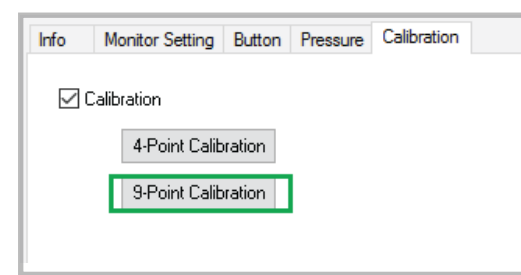 Info Monitor Setting Button Pressure Calibration
Calibration
4-Point Calibration
9-Point Calibration